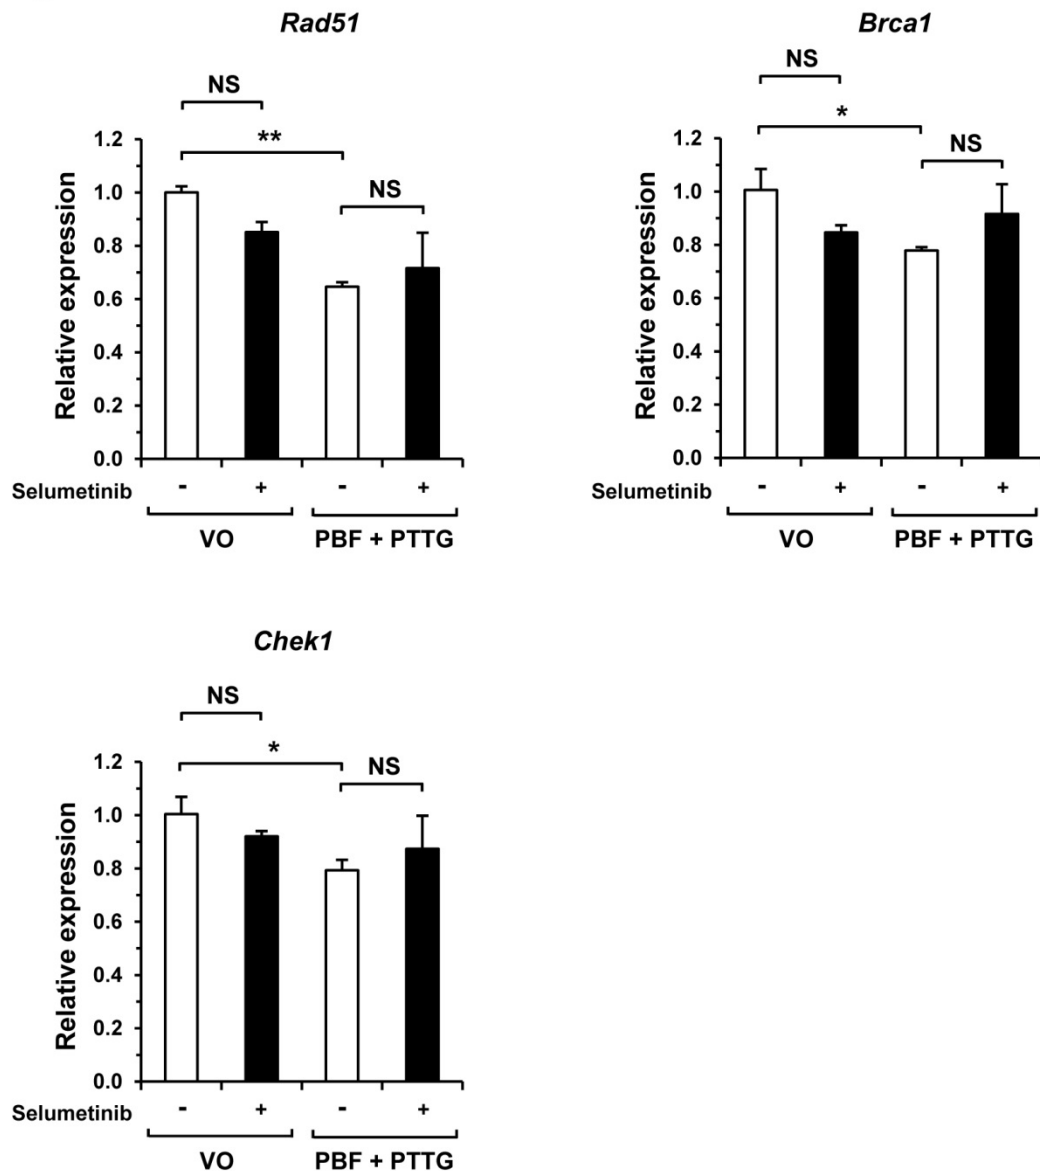 Rad51
NS
**
NS
Relative expression
1.2
1.0
0.8
0.6
0.4
0.2
0.0
Selumetinib - + - +
VO PBF + PTTG
Brca1
NS
*
NS
Relative expression
1.2
1.0
0.8
0.6
0.4
0.2
0.0
Selumetinib - + - +
VO PBF + PTTG
Chek1
NS
*
NS
Relative expression
1.2
1.0
0.8
0.6
0.4
0.2
0.0
Selumetinib - + - +
VO PBF + PTTG